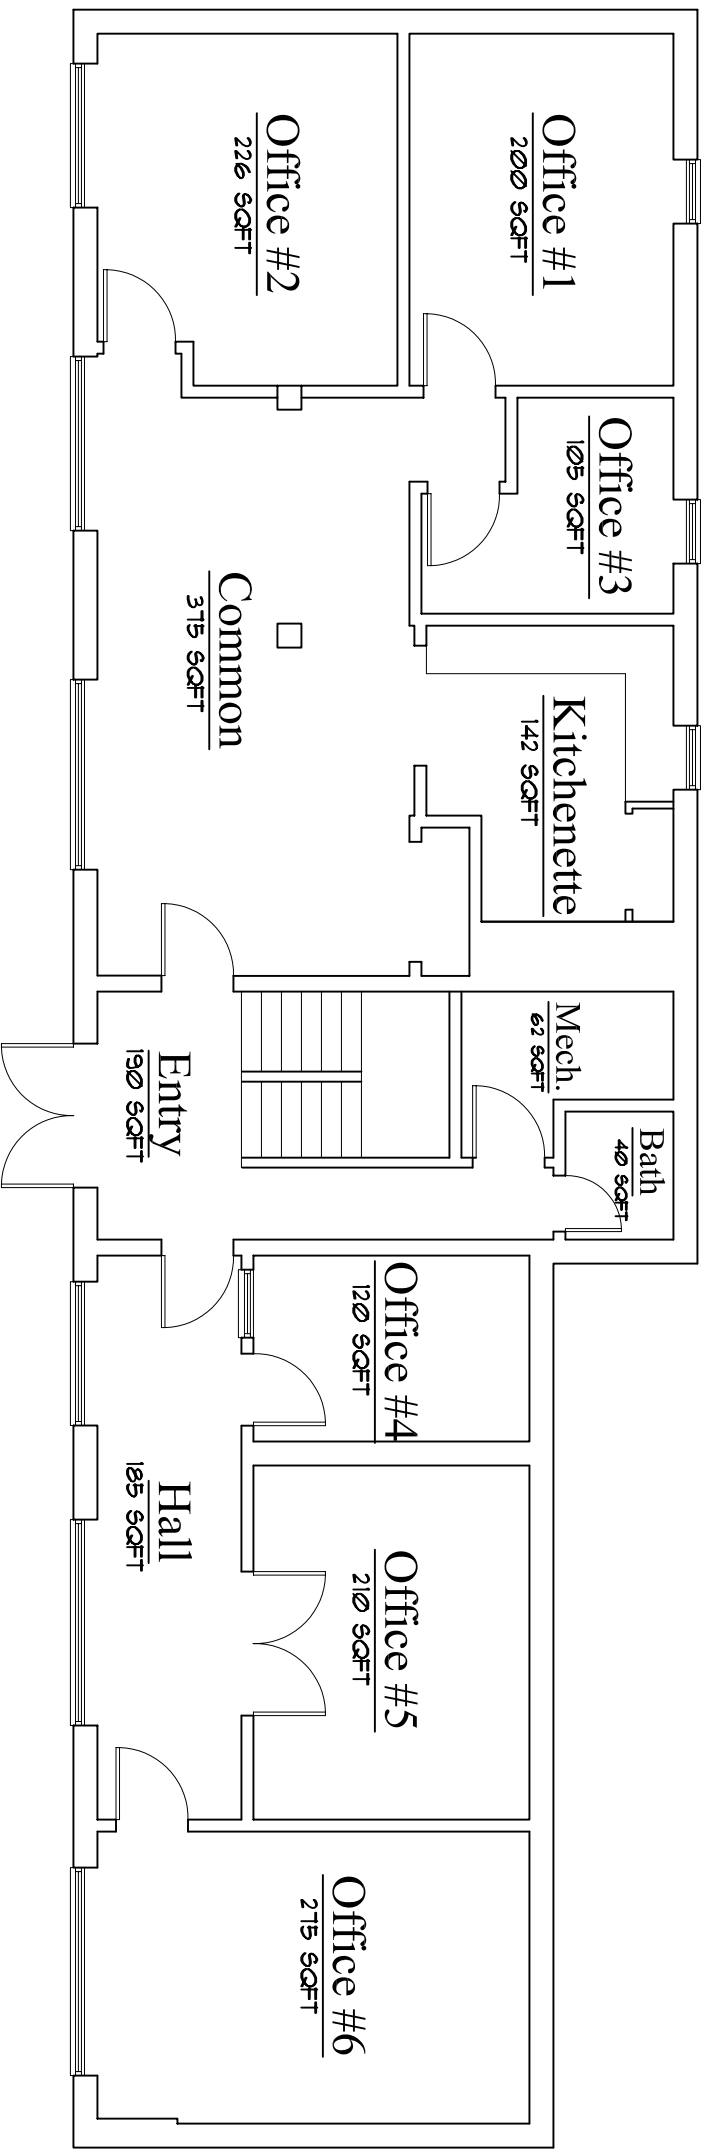 Office #1
200 SQFT
Office #2
226 SQFT
Office #3
105 SQFT
Common
375 SQFT
Kitchenette
142 SQFT
Mech.
62 SQFT
Bath
40 SQFT
Entry
190 SQFT
Office #4
120 SQFT
Hall
185 SQFT
Office #5
210 SQFT
Office #6
275 SQFT